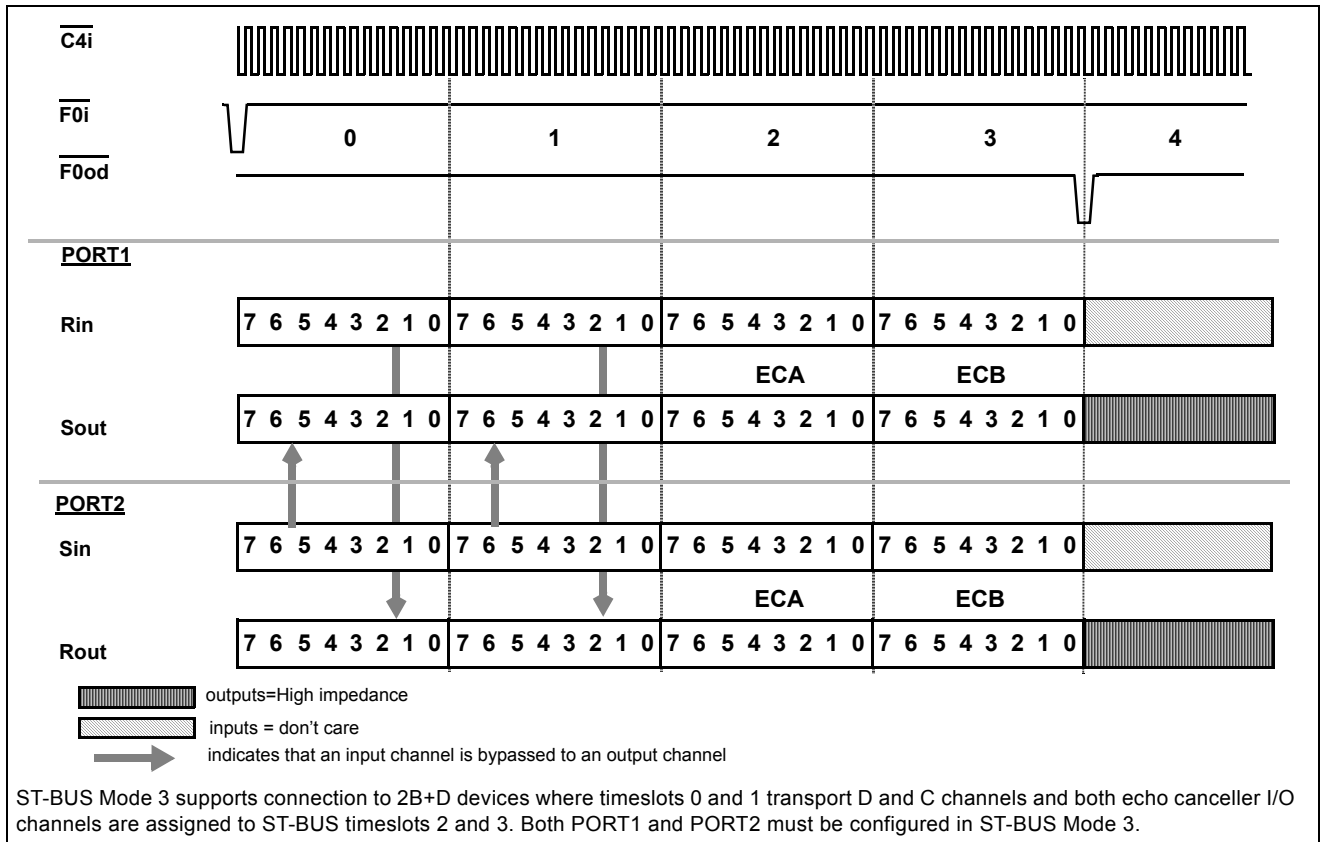 C4i
F0i
0 1 2 3 4
F0od
PORT1
Rin 7 6 5 4 3 2 1 0 7 6 5 4 3 2 1 0 7 6 5 4 3 2 1 0 7 6 5 4 3 2 1 0
ECA ECB
Sout 7 6 5 4 3 2 1 0 7 6 5 4 3 2 1 0 7 6 5 4 3 2 1 0 7 6 5 4 3 2 1 0
PORT2
Sin 7 6 5 4 3 2 1 0 7 6 5 4 3 2 1 0 7 6 5 4 3 2 1 0 7 6 5 4 3 2 1 0
ECA ECB
Rout 7 6 5 4 3 2 1 0 7 6 5 4 3 2 1 0 7 6 5 4 3 2 1 0 7 6 5 4 3 2 1 0
outputs=High impedance
inputs = don't care
indicates that an input channel is bypassed to an output channel
ST-BUS Mode 3 supports connection to 2B+D devices where timeslots 0 and 1 transport D and C channels and both echo canceller I/O
channels are assigned to ST-BUS timeslots 2 and 3. Both PORT1 and PORT2 must be configured in ST-BUS Mode 3.